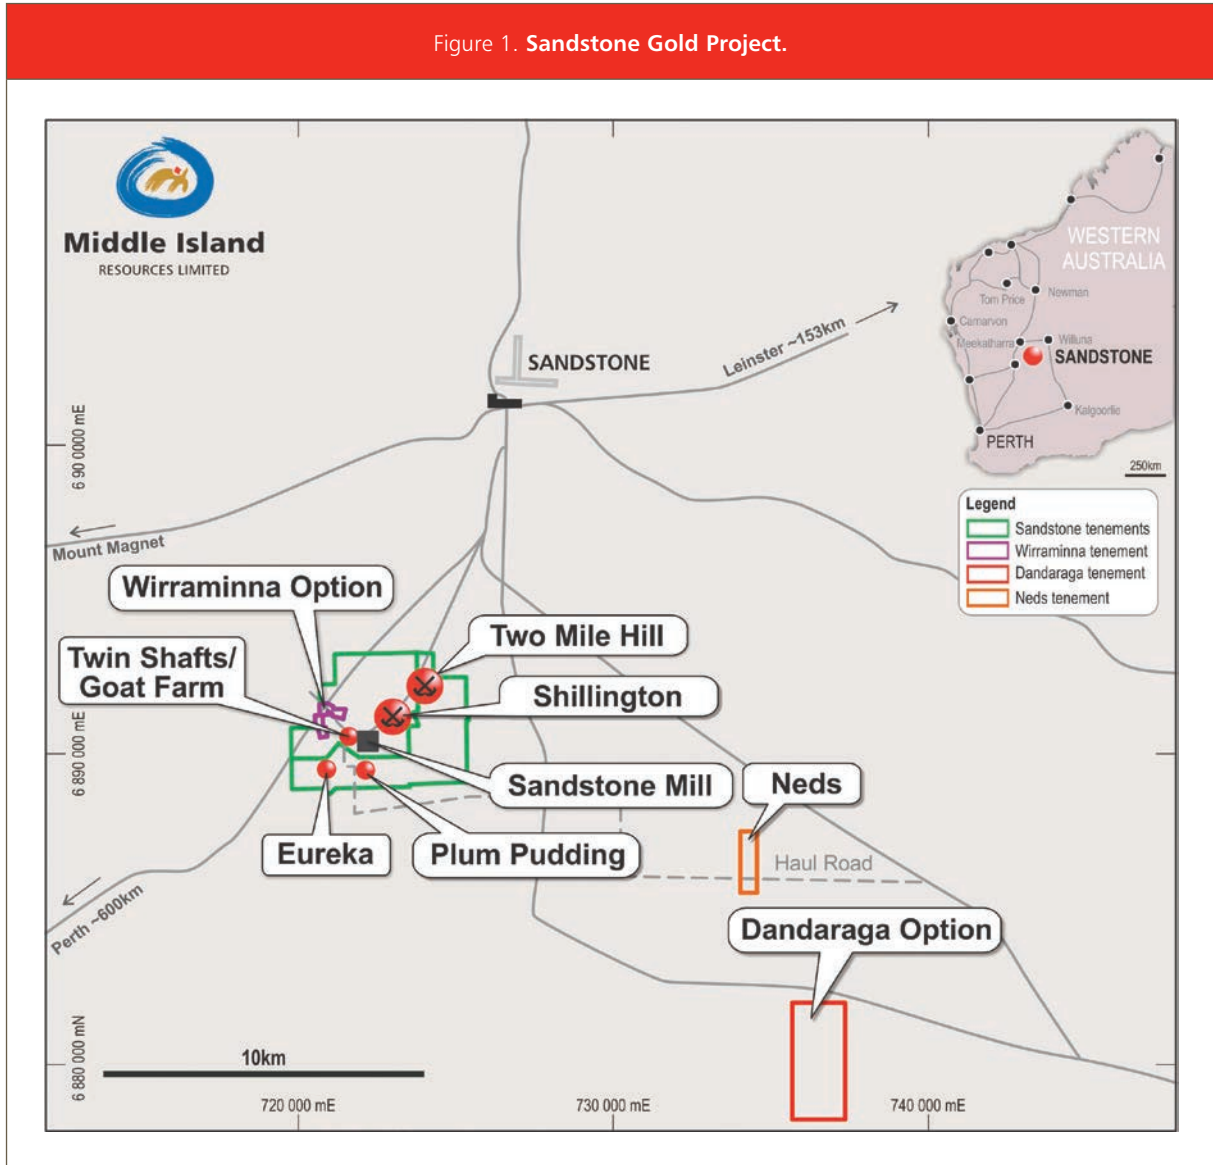 Figure 1. Sandstone Gold Project.
Middle Island
RESOURCES LIMITED
WESTERN
AUSTRALIA
Tom Price
Newman
Carnarvon
Meekatharra
Wiluna
SANDSTONE
Kalgoorlie
PERTH
250km
Leinster ~153km
SANDSTONE
6 90 0000 mE
Legend
Sandstone tenements
Wirraminna tenement
Dandaraga tenement
Neds tenement
Mount Magnet
Wirraminna Option
Two Mile Hill
Twin Shafts/
Goat Farm
Shillington
6 890 000 mE
Sandstone Mill
Neds
Eureka
Plum Pudding
Haul Road
Perth ~600km
Dandaraga Option
6 880 000 mN
10km
720 000 mE
730 000 mE
740 000 mE